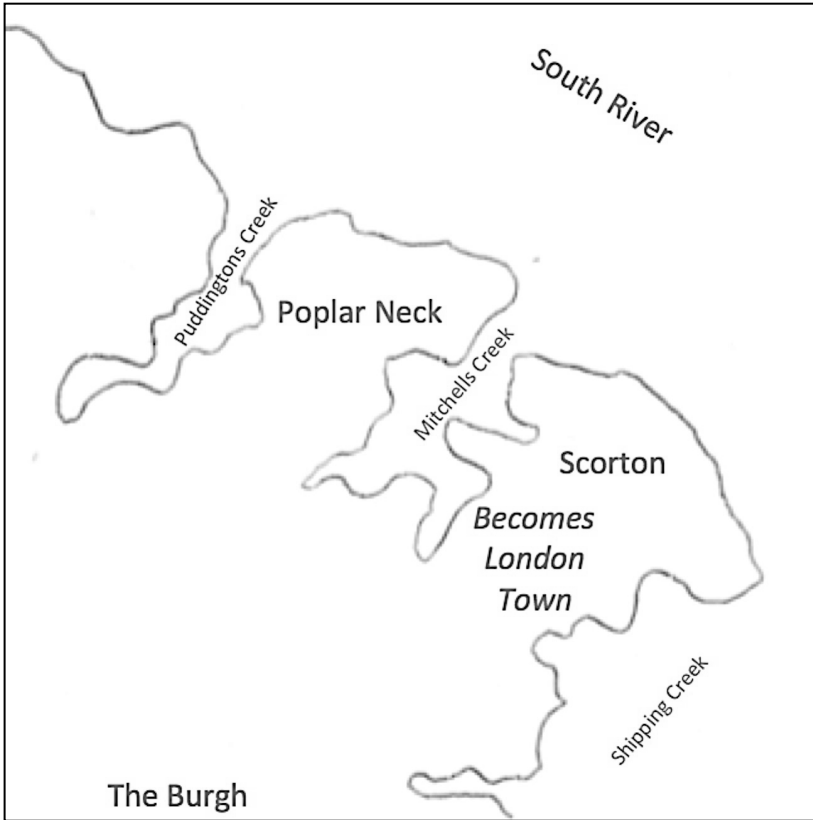 South River
Puddingtons Creek
Poplar Neck
Mitchells Creek
Scorton
Becomes
London
Town
Shipping Creek
The Burgh